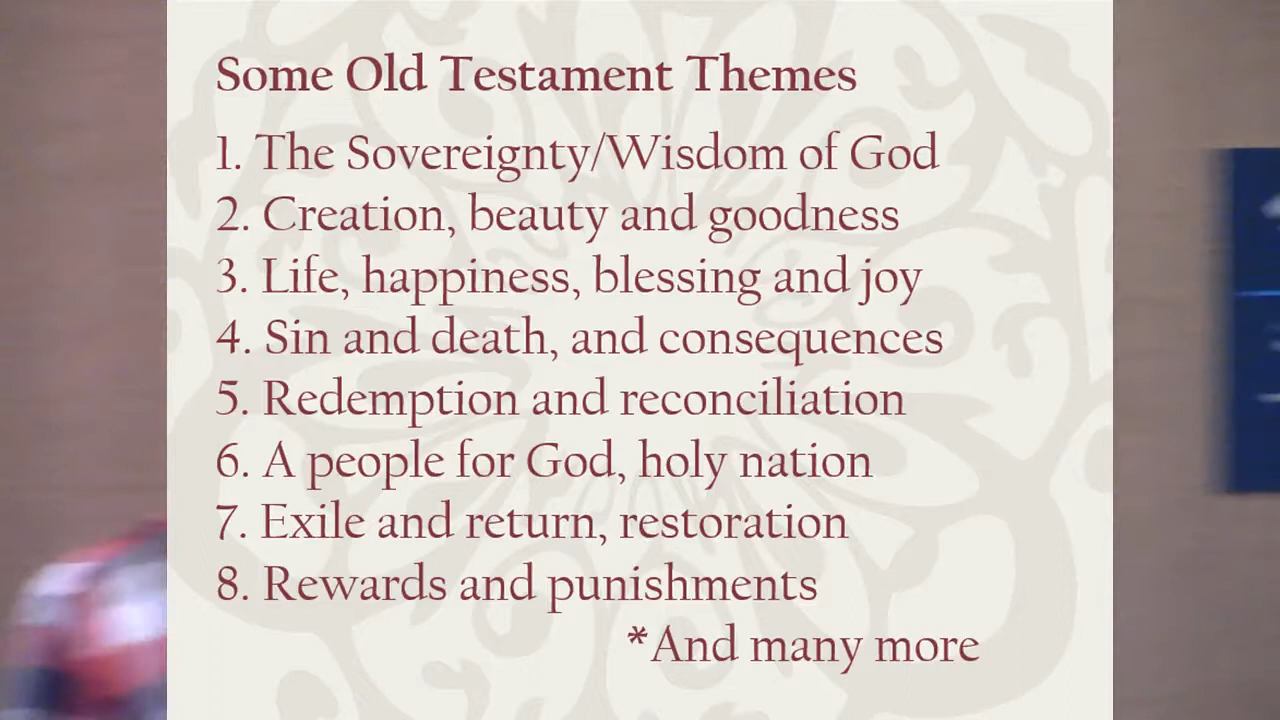 Some Old Testament Themes
1. The Sovereignty/Wisdom of God
2. Creation, beauty and goodness
3. Life, happiness, blessing and joy
4. Sin and death, and consequences
5. Redemption and reconciliation
6. A people for God, holy nation
7. Exile and return, restoration
8. Rewards and punishments
*And many more